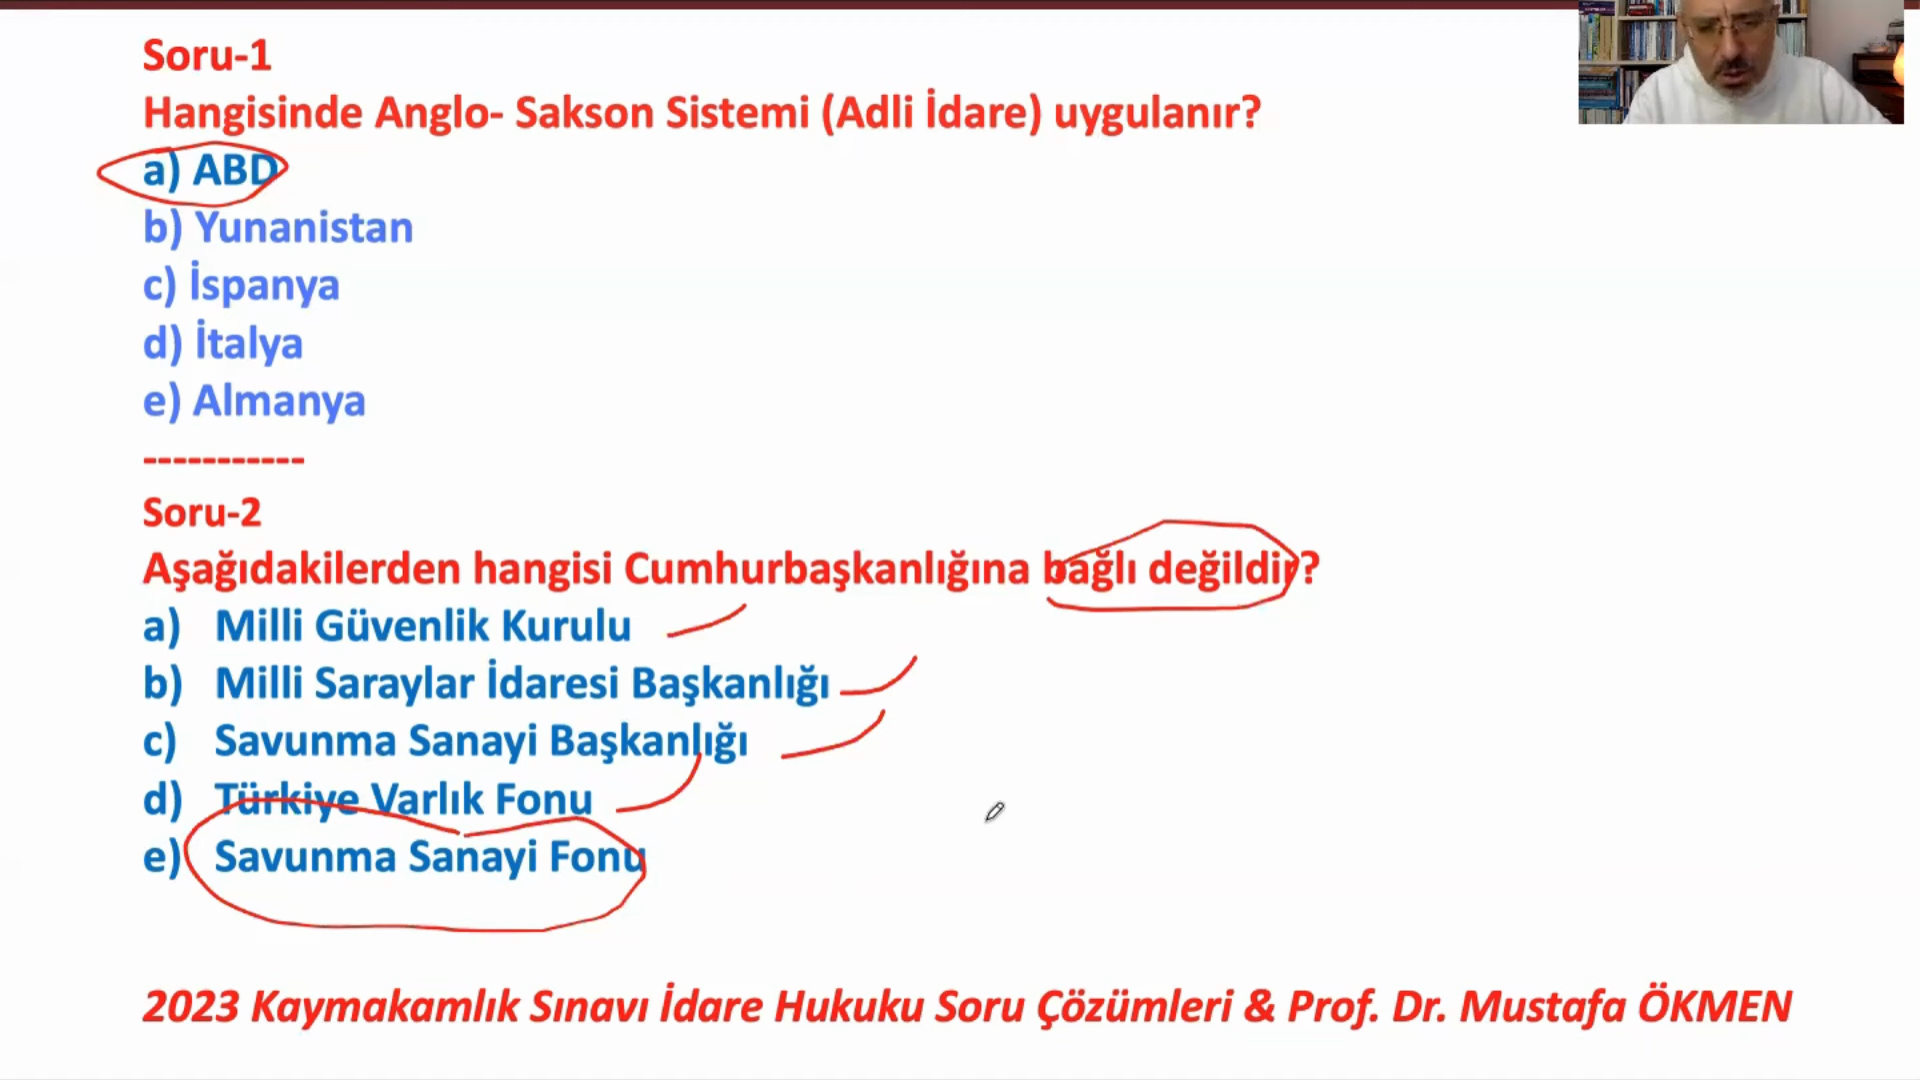 Soru-1
Hangisinde Anglo- Sakson Sistemi (Adli İdare) uygulanır?
a) ABD
b) Yunanistan
c) İspanya
d) İtalya
e) Almanya
-----------
Soru-2
Aşağıdakilerden hangisi Cumhurbaşkanlığına bağlı değildir?
a) Milli Güvenlik Kurulu
b) Milli Saraylar İdaresi Başkanlığı
c) Savunma Sanayi Başkanlığı
d) Türkiye Varlık Fonu
e) Savunma Sanayi Fonu
2023 Kaymakamlık Sınavı İdare Hukuku Soru Çözümleri & Prof. Dr. Mustafa ÖKMEN